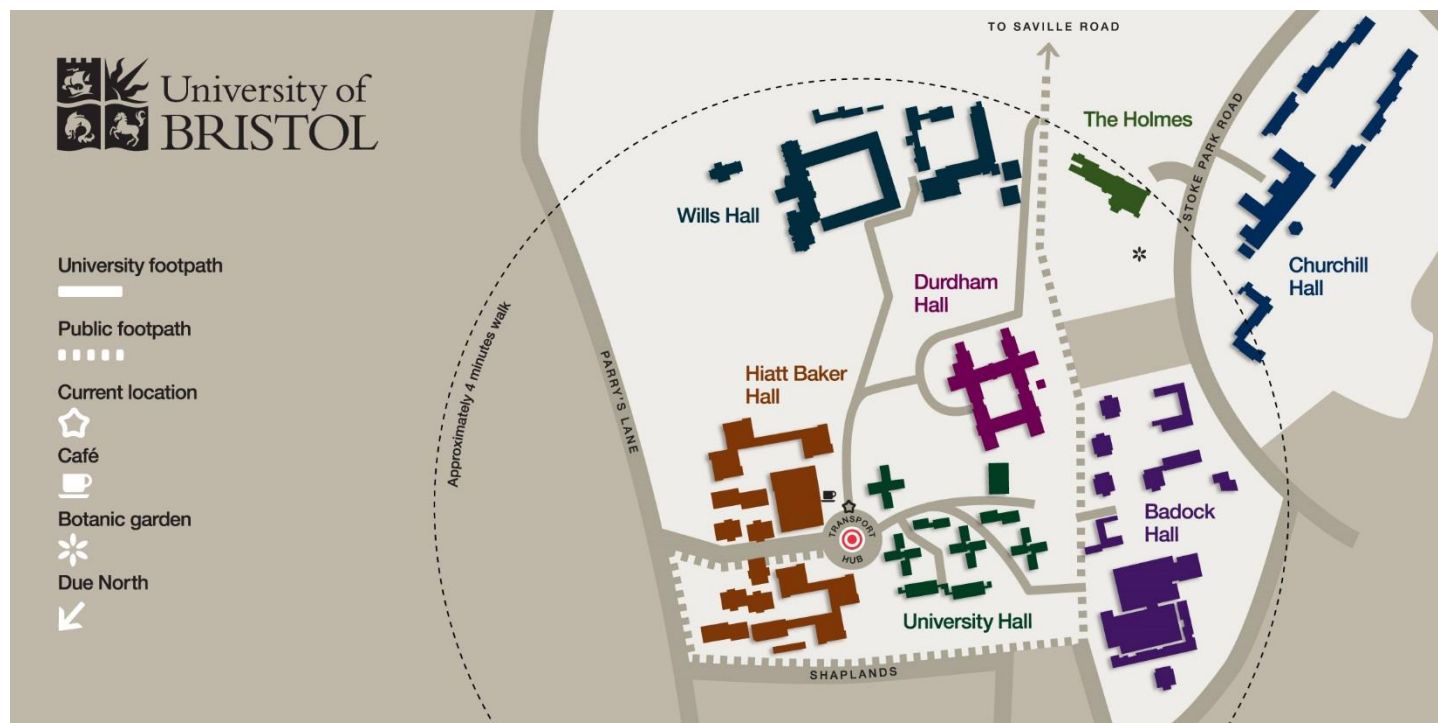 University of
BRISTOL
University footpath
Public footpath
Current location
Café
Botanic garden
Due North
TO SAVILLE ROAD
The Holmes
STOKE PARK ROAD
Wills Hall
Churchill
Hall
Durdham
Hall
Approximately 4 minutes walk
PARRY'S LANE
Hiatt Baker
Hall
TRANSPORT
HUB
Badock
Hall
University Hall
SHAPLANDS